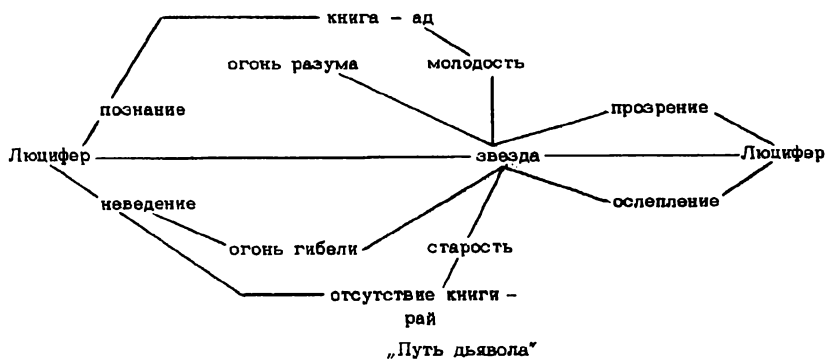 книга – ад
огонь разума
молодость
познание
прозрение
Люцифер
звезда
Люцифер
неведение
ослепление
огонь гибели
старость
отсутствие книги –
рай
„Путь дьявола”